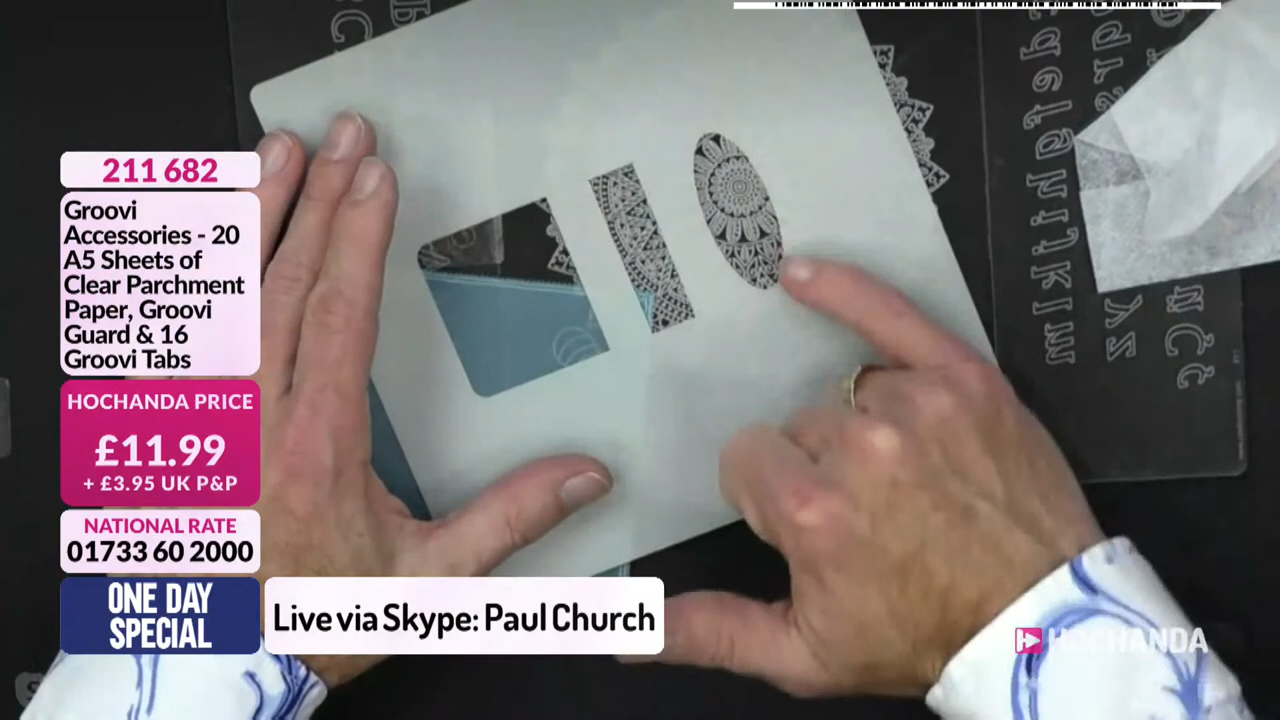 211 682
Groovi
Accessories - 20
A5 Sheets of
Clear Parchment
Paper, Groovi
Guard & 16
Groovi Tabs
HOCHANDA PRICE
£11.99
+ £3.95 UK P&P
NATIONAL RATE
01733 60 2000
ONE DAY
SPECIAL
Live via Skype: Paul Church
HOCHANDA